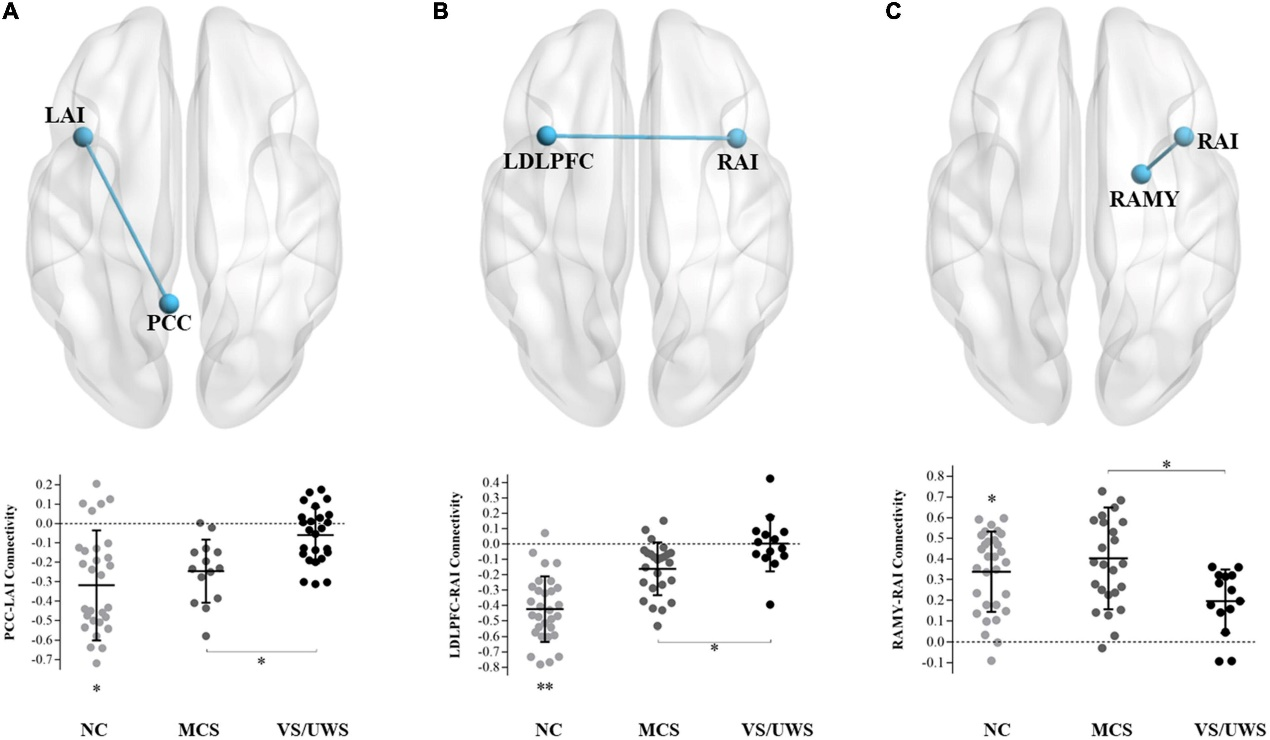 A
B
C
LAI
PCC
LDLPFC
RAI
RAI
RAMY
PCC-LAI Connectivity
0.2
0.1
0.0
-0.1
-0.2
-0.3
-0.4
-0.5
-0.6
-0.7
*
*
NC
MCS
VS/UWS
LDLPFC-RAI Connectivity
0.4
0.3
0.2
0.1
0.0
-0.1
-0.2
-0.3
-0.4
-0.5
-0.6
-0.7
-0.8
**
*
NC
MCS
VS/UWS
RAMY-RAI Connectivity
0.8
0.7
0.6
0.5
0.4
0.3
0.2
0.1
0.0
-0.1
*
*
NC
MCS
VS/UWS